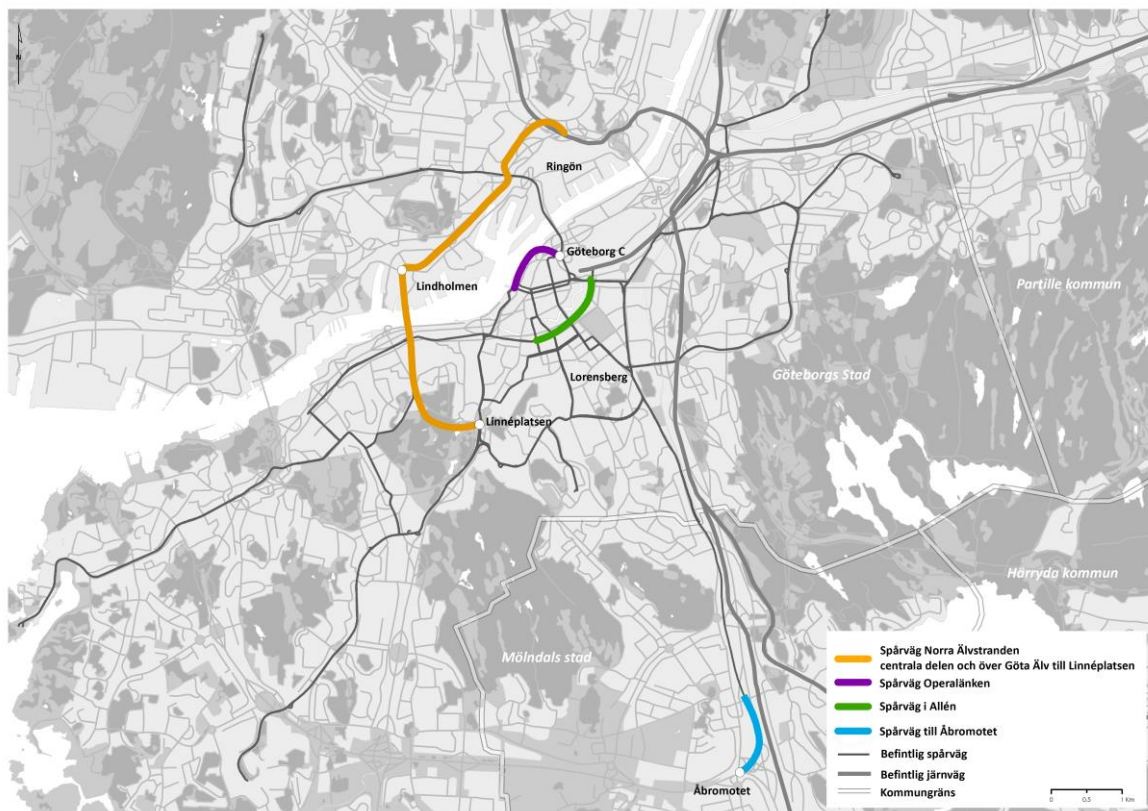 N
Ringön
Göteborg C
Lindholmen
Partille kommun
Göteborgs Stad
Lorensberg
Linnéplatsen
Härryda kommun
Mölndals stad
Åbromotet
Spårväg Norra Älvstranden
centrala delen och över Göta Älv till Linnéplatsen
Spårväg Operalänken
Spårväg i Allén
Spårväg till Åbromotet
Befintlig spårväg
Befintlig järnväg
Kommungräns
0 0,5 1 Km